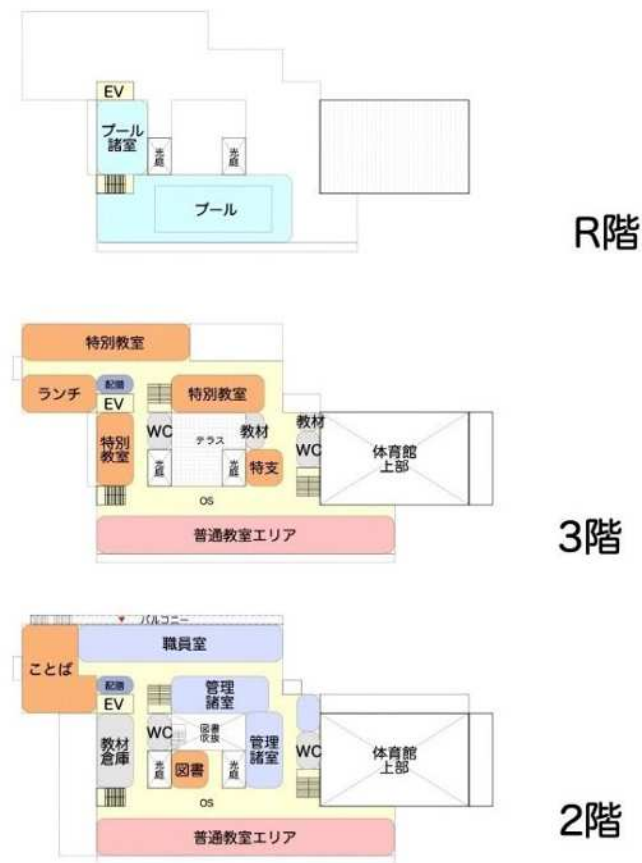 EV
プール
諸室
光庭
光庭
プール
R階
特別教室
ランチ
配膳
EV
特別教室
教材
WC
テラス
教材
WC
特別
教室
光庭
光庭
特支
体育館
上部
OS
普通教室エリア
3階
バルコニー
職員室
ことば
配膳
EV
管理
諸室
WC
図書
吹抜
教材
倉庫
管理
諸室
WC
光庭
図書
光庭
体育館
上部
OS
普通教室エリア
2階